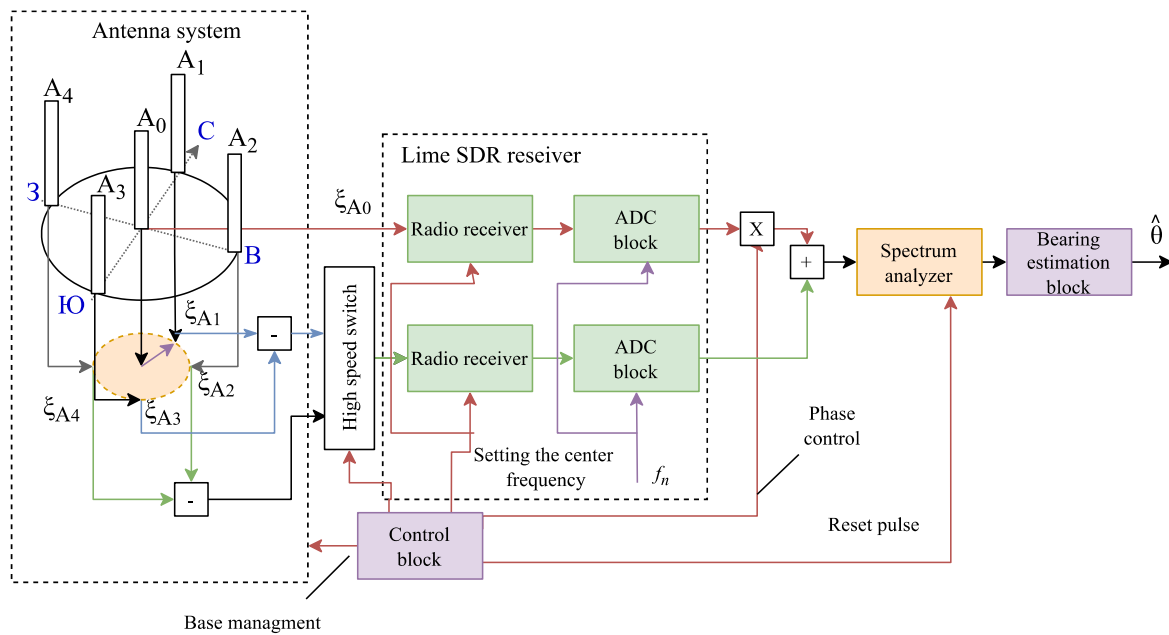 Antenna system
A1
A4
A0
С
A2
З
A3
В
Ю
ξA0
ξA1
ξA2
ξA3
ξA4
-
-
High speed switch
Lime SDR reseiver
Radio receiver
ADC
block
X
+
Spectrum
analyzer
Bearing
estimation
block
θ̂
Radio receiver
ADC
block
Setting the center
frequency
fn
Phase
control
Reset pulse
Control
block
Base managment